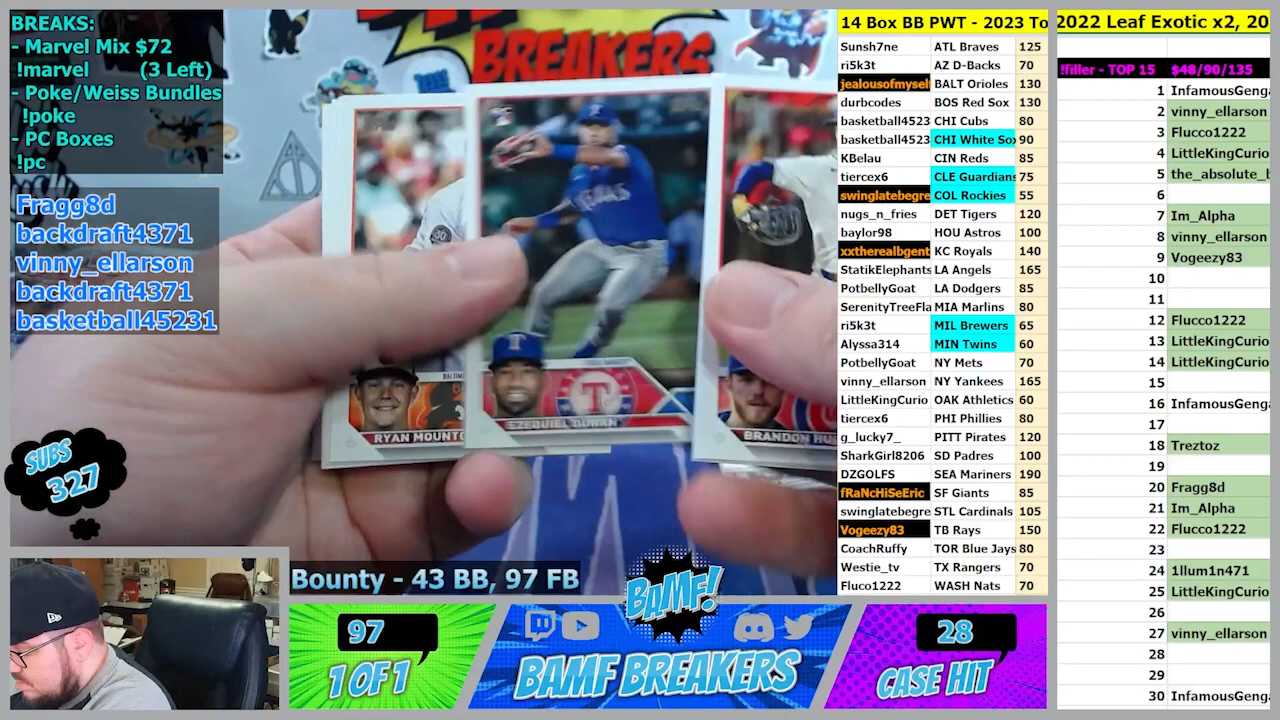 BREAKS:
- Marvel Mix $72
!marvel (3 Left)
- Poke/Weiss Bundles
!poke
- PC Boxes
!pc
Fragg8d
backdraft4371
vinny_ellarson
backdraft4371
basketball45231
SUBS
327
BREAKERS
RYAN MOUNTC
EZEQUIEL DURAN
BRANDON HU
Bounty - 43 BB, 97 FB
97
1 OF 1
BAMF!
BAMF BREAKERS
28
CASE HIT
14 Box BB PWT - 2023 To
Sunsh7ne ATL Braves 125
ri5k3t AZ D-Backs 70
jealousofmysel BALT Orioles 130
durbcodes BOS Red Sox 130
basketball4523 CHI Cubs 80
basketball4523 CHI White Sox 90
KBelau CIN Reds 85
tiercex6 CLE Guardians 75
swinglatebegre COL Rockies 55
nugs_n_fries DET Tigers 120
baylor98 HOU Astros 100
xxtherealbgent KC Royals 140
StatikElephants LA Angels 165
PotbellyGoat LA Dodgers 85
SerenityTreeFla MIA Marlins 80
ri5k3t MIL Brewers 65
Alyssa314 MIN Twins 60
PotbellyGoat NY Mets 70
vinny_ellarson NY Yankees 165
LittleKingCurio OAK Athletics 60
tiercex6 PHI Phillies 80
g_lucky7_ PITT Pirates 120
SharkGirl8206 SD Padres 100
DZGOLFS SEA Mariners 190
fRaNcHiSeEric SF Giants 85
swinglatebegre STL Cardinals 105
Vogeezy83 TB Rays 150
CoachRuffy TOR Blue Jays 80
Westie_tv TX Rangers 70
Fluco1222 WASH Nats 70
2022 Leaf Exotic x2, 20
!filler - TOP 15 $48/90/135
1 InfamousGenga
2 vinny_ellarson
3 Flucco1222
4 LittleKingCurio
5 the_absolute_b
6
7 Im_Alpha
8 vinny_ellarson
9 Vogeezy83
10
11
12 Flucco1222
13 LittleKingCurio
14 LittleKingCurio
15
16 InfamousGenga
17
18 Treztoz
19
20 Fragg8d
21 Im_Alpha
22 Flucco1222
23
24 1llum1n471
25 LittleKingCurio
26
27 vinny_ellarson
28
29
30 InfamousGenga